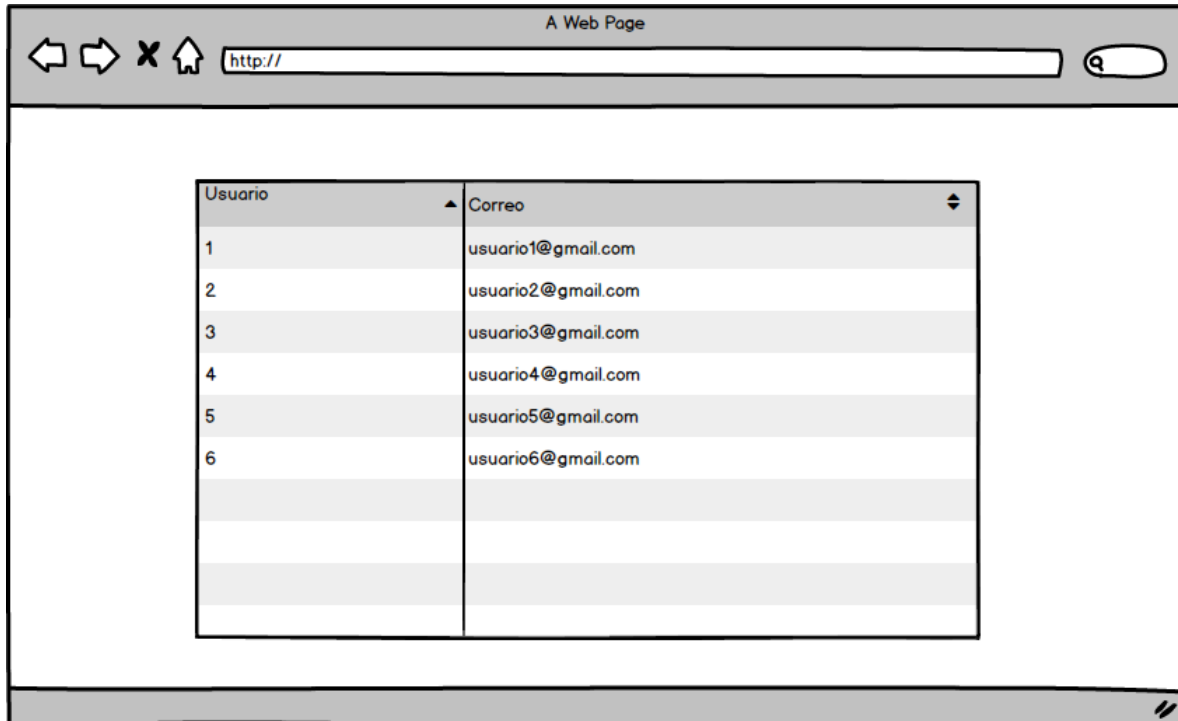 A Web Page
http://
Usuario
Correo
1 usuario1@gmail.com
2 usuario2@gmail.com
3 usuario3@gmail.com
4 usuario4@gmail.com
5 usuario5@gmail.com
6 usuario6@gmail.com